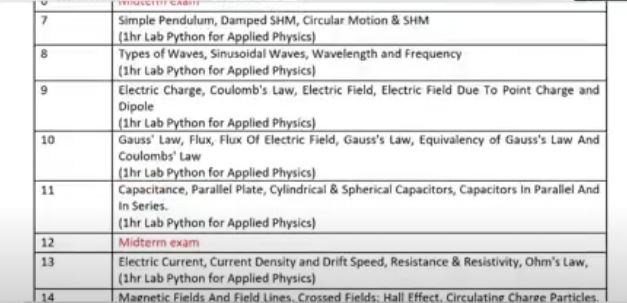 6 Midterm exam
7 Simple Pendulum, Damped SHM, Circular Motion & SHM
(1hr Lab Python for Applied Physics)
8 Types of Waves, Sinusoidal Waves, Wavelength and Frequency
(1hr Lab Python for Applied Physics)
9 Electric Charge, Coulomb's Law, Electric Field, Electric Field Due To Point Charge and
Dipole
(1hr Lab Python for Applied Physics)
10 Gauss' Law, Flux, Flux Of Electric Field, Gauss's Law, Equivalency of Gauss's Law And
Coulombs' Law
(1hr Lab Python for Applied Physics)
11 Capacitance, Parallel Plate, Cylindrical & Spherical Capacitors, Capacitors In Parallel And
In Series.
(1hr Lab Python for Applied Physics)
12 Midterm exam
13 Electric Current, Current Density and Drift Speed, Resistance & Resistivity, Ohm's Law,
(1hr Lab Python for Applied Physics)
14 Magnetic Fields And Field Lines, Crossed Fields: Hall Effect, Circulating Charge Particles,